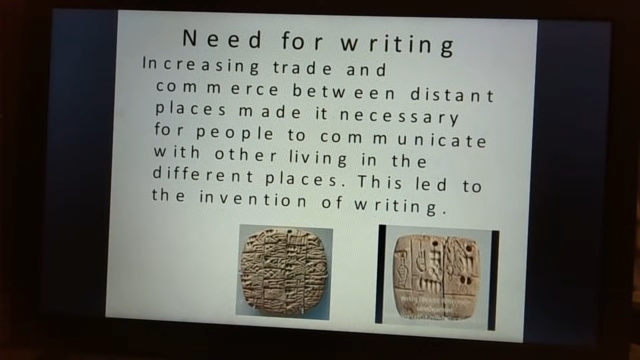 Need for writing
Increasing trade and
commerce between distant
places made it necessary
for people to communicate
with other living in the
different places. This led to
the invention of writing.